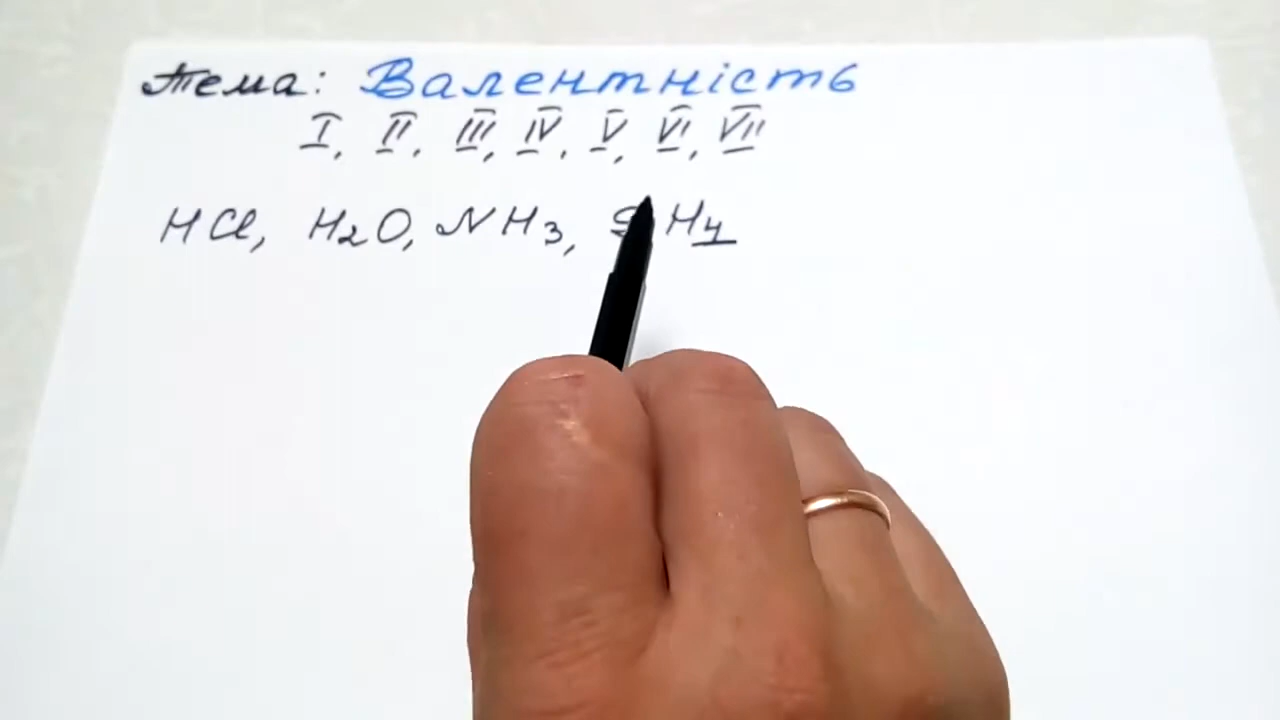 Тема: Валентність
I, II, III, IV, V, VI, VII
HCl, H₂O, NH₃,